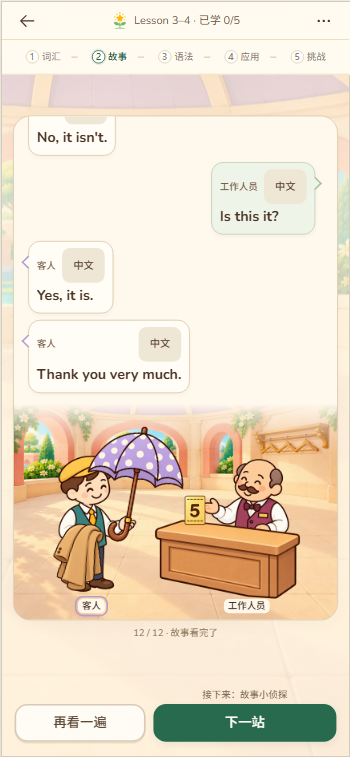 Lesson 3–4 · 已学 0/5
1 词汇 – 2 故事 – 3 语法 – 4 应用 – 5 挑战
No, it isn't.
工作人员 中文
Is this it?
客人 中文
Yes, it is.
客人 中文
Thank you very much.
5
客人
工作人员
12 / 12 · 故事看完了
接下来：故事小侦探
再看一遍
下一站